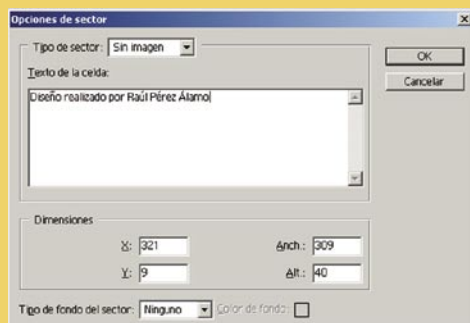 Opciones de sector
Tipo de sector: Sin imagen
OK
Texto de la celda:
Cancelar
Diseño realizado por Raúl Pérez Álamo
Dimensiones
X: 321 Anch.: 309
Y: 9 Alt.: 40
Tipo de fondo del sector: Ninguno Color de fondo: